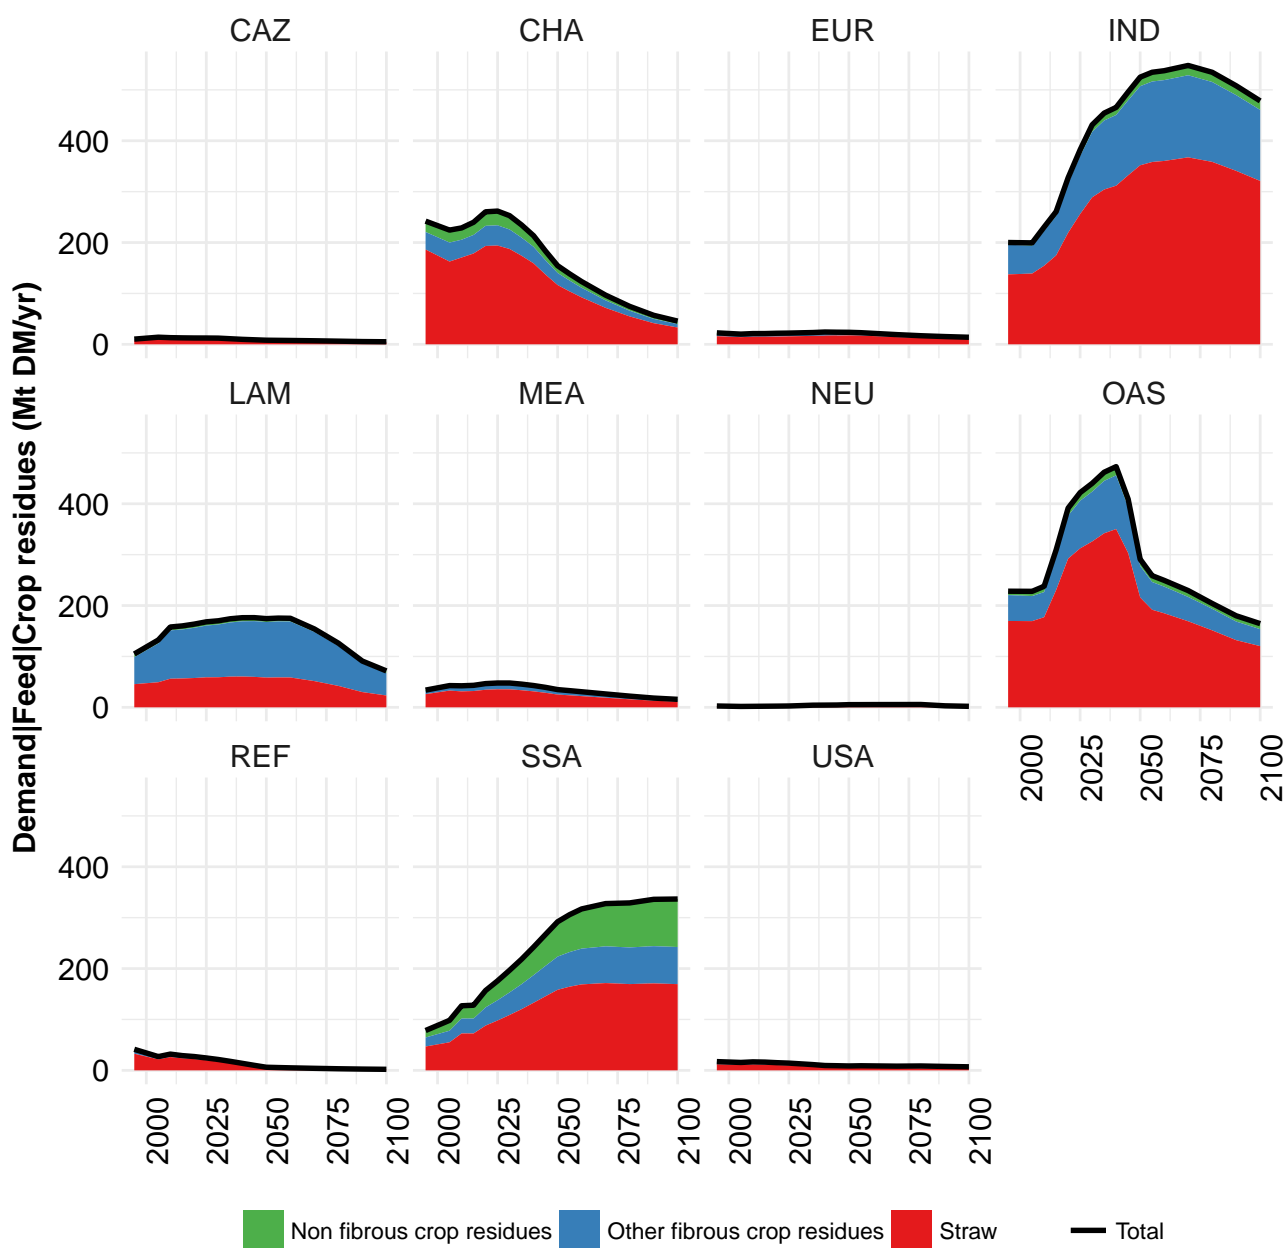 CAZ CHA EUR IND
400
200
0
LAM MEA NEU OAS
400
200
0
2000 2025 2050 2075 2100
REF SSA USA
400
200
0
2000 2025 2050 2075 2100 2000 2025 2050 2075 2100 2000 2025 2050 2075 2100
Demand|Feed|Crop residues (Mt DM/yr)
Non fibrous crop residues Other fibrous crop residues Straw Total